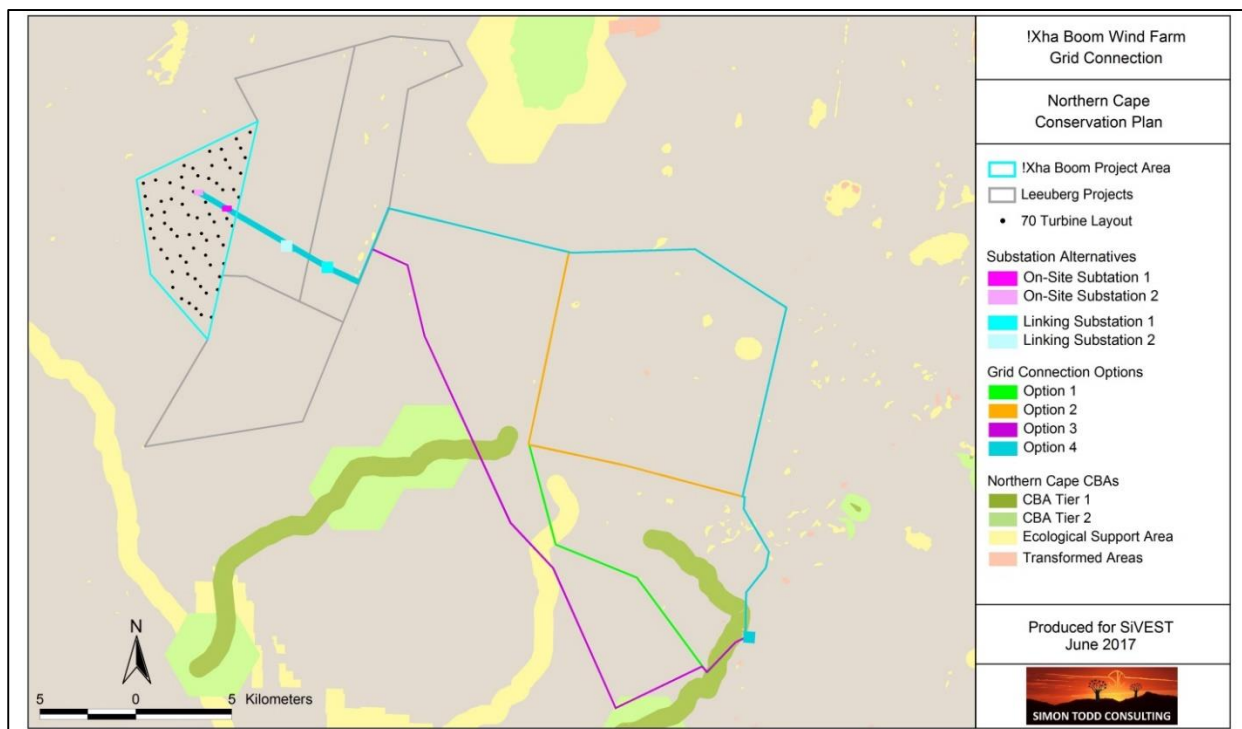 !Xha Boom Wind Farm
Grid Connection
Northern Cape
Conservation Plan
!Xha Boom Project Area
Leeuberg Projects
70 Turbine Layout
Substation Alternatives
On-Site Subtation 1
On-Site Substation 2
Linking Substation 1
Linking Substation 2
Grid Connection Options
Option 1
Option 2
Option 3
Option 4
Northern Cape CBAs
CBA Tier 1
CBA Tier 2
Ecological Support Area
Transformed Areas
N
5 0 5 Kilometers
Produced for SiVEST
June 2017
SIMON TODD CONSULTING